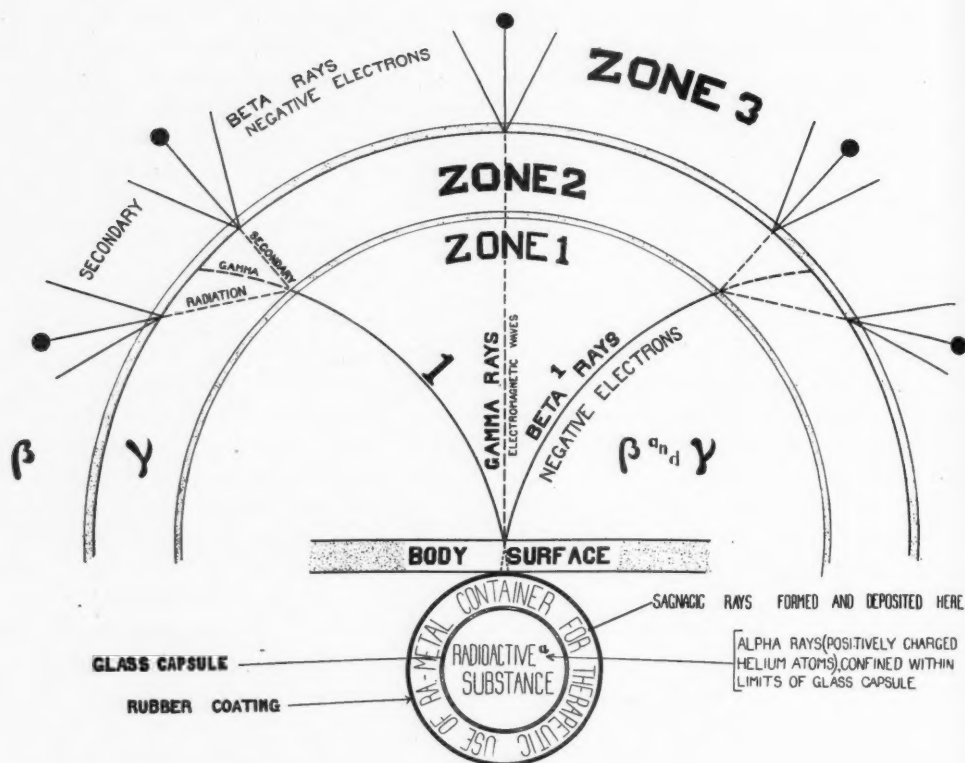 BETA RAYS
NEGATIVE ELECTRONS
ZONE 3
ZONE 2
ZONE 1
SECONDARY
SECONDARY
GAMMA
RADIATION
1
GAMMA RAYS
ELECTROMAGNETIC WAVES
1
BETA RAYS
NEGATIVE ELECTRONS
β
γ
β and γ
BODY SURFACE
METAL CONTAINER FOR THERAPEUTIC USE OF RA-
RADIOACTIVE α
SUBSTANCE
GLASS CAPSULE
RUBBER COATING
SAGNACIC RAYS FORMED AND DEPOSITED HERE
ALPHA RAYS (POSITIVELY CHARGED
HELIUM ATOMS), CONFINED WITHIN
LIMITS OF GLASS CAPSULE